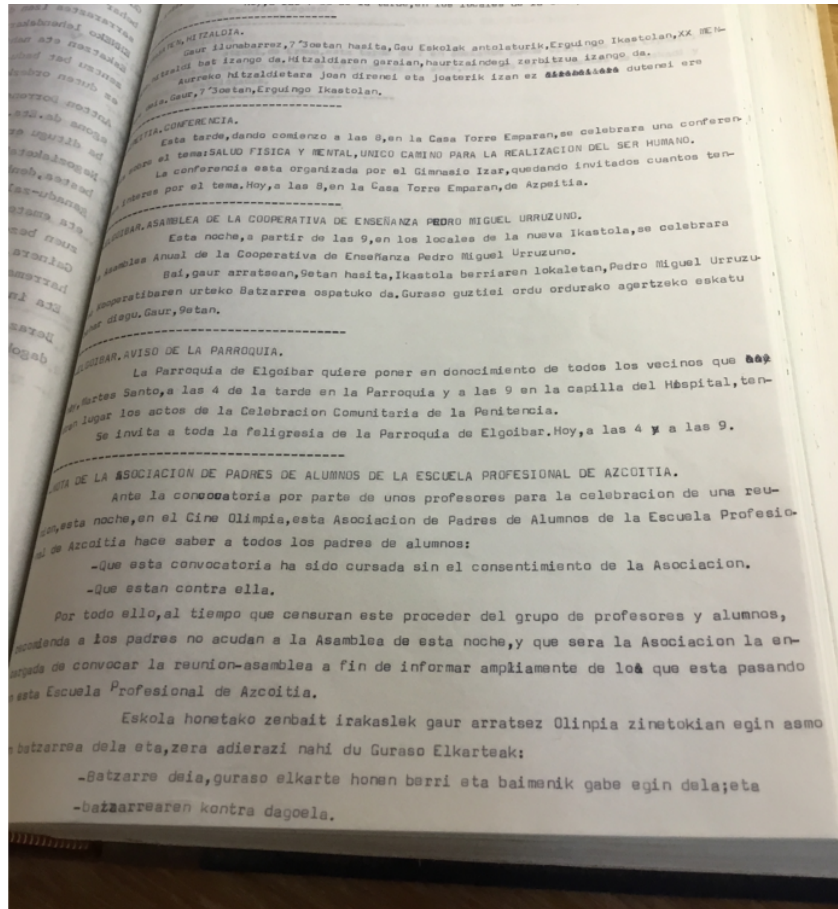 HITZALDIA.
Gaur ilunabarrez,7´3oetan hasita,Gau Eskolak antolaturik,Erguingo Ikastolan,XX MEN-
hitzaldi bat izango da.Hitzaldiaren garaian,haurtzaindegi zerbitzua izango da.
Aurreko hitzaldietara joan direnei eta joaterik izan ez dutenei ere
deia.Gaur,7´3oetan,Erguingo Ikastolan.
-----------------------------------
CONFERENCIA.
Esta tarde,dando comienzo a las 8,en la Casa Torre Emparan,se celebrara una conferen-
sobre el tema:SALUD FISICA Y MENTAL,UNICO CAMINO PARA LA REALIZACION DEL SER HUMANO.
La conferencia esta organizada por el Gimnasio Izar,quedando invitados cuantos ten-
por el tema.Hoy,a las 8,en la Casa Torre Emparan,de Azpeitia.
-----------------------------------
ASAMBLEA DE LA COOPERATIVA DE ENSEÑANZA PEDRO MIGUEL URRUZUNO.
Esta noche,a partir de las 9,en los locales de la nueva Ikastola,se celebrara
Asamblea Anual de la Cooperativa de Enseñanza Pedro Miguel Urruzuno.
Bai,gaur arratsean,9etan hasita,Ikastola berriaren lokaletan,Pedro Miguel Urruzu-
Kooperatibaren urteko Batzarrea ospatuko da.Guraso guztiei ordu ordurako agertzeko eskatu
diegu.Gaur,9etan.
-----------------------------------
AVISO DE LA PARROQUIA.
La Parroquia de Elgoibar quiere poner en donocimiento de todos los vecinos que
Martes Santo,a las 4 de la tarde en la Parroquia y a las 9 en la capilla del Hospital,ten-
lugar los actos de la Celebracion Comunitaria de la Penitencia.
Se invita a toda la feligresia de la Parroquia de Elgoibar.Hoy,a las 4 y a las 9.
-----------------------------------
NOTA DE LA ASOCIACION DE PADRES DE ALUMNOS DE LA ESCUELA PROFESIONAL DE AZCOITIA.
Ante la convocatoria por parte de unos profesores para la celebracion de una reu-
esta noche,en el Cine Olimpia,esta Asociacion de Padres de Alumnos de la Escuela Profesio-
de Azcoitia hace saber a todos los padres de alumnos:
-Que esta convocatoria ha sido cursada sin el consentimiento de la Asociacion.
-Que estan contra ella.
Por todo ello,al tiempo que censuran este proceder del grupo de profesores y alumnos,
a los padres no acudan a la Asamblea de esta noche,y que sera la Asociacion la en-
de convocar la reunion-asamblea a fin de informar ampliamente de lo que esta pasando
esta Escuela Profesional de Azcoitia.
Eskola honetako zenbait irakaslek gaur arratsez Olinpia zinetokian egin asmo
batzarrea dela eta,zera adierazi nahi du Guraso Elkarteak:
-Batzarre deia,guraso elkarte honen berri eta baimenik gabe egin dela;eta
-batzarrearen kontra dagoela.